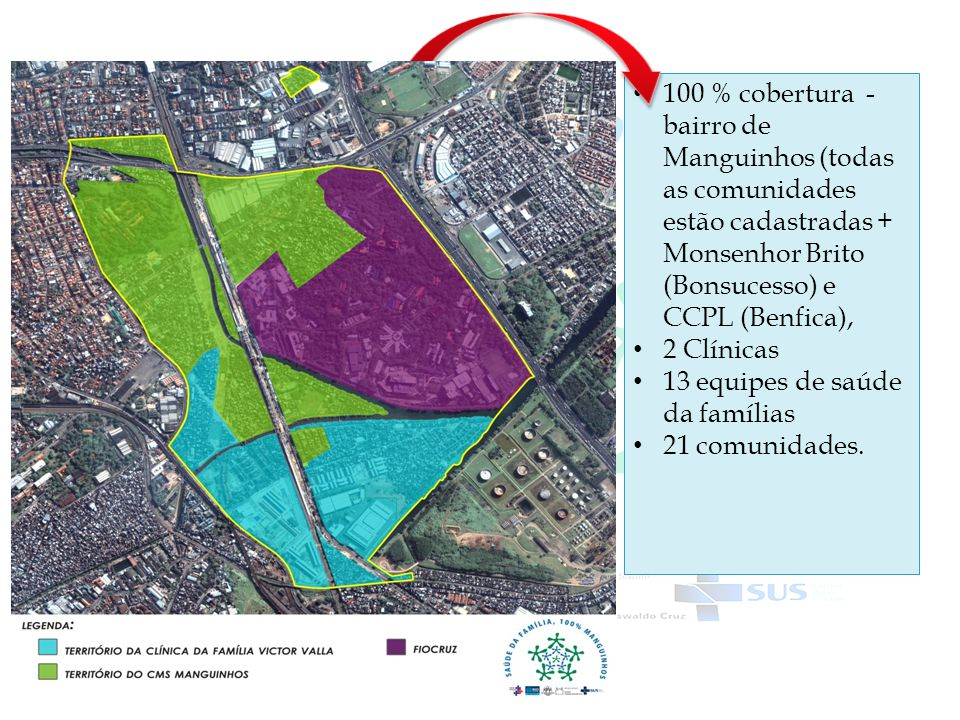 • 100 % cobertura -
bairro de
Manguinhos (todas
as comunidades
estão cadastradas +
Monsenhor Brito
(Bonsucesso) e
CCPL (Benfica),
• 2 Clínicas
• 13 equipes de saúde
da famílias
• 21 comunidades.
LEGENDA:
TERRITÓRIO DA CLÍNICA DA FAMÍLIA VICTOR VALLA
TERRITÓRIO DO CMS MANGUINHOS
FIOCRUZ
SAÚDE DA FAMÍLIA, 100% MANGUINHOS
SUS
swaldo Cruz